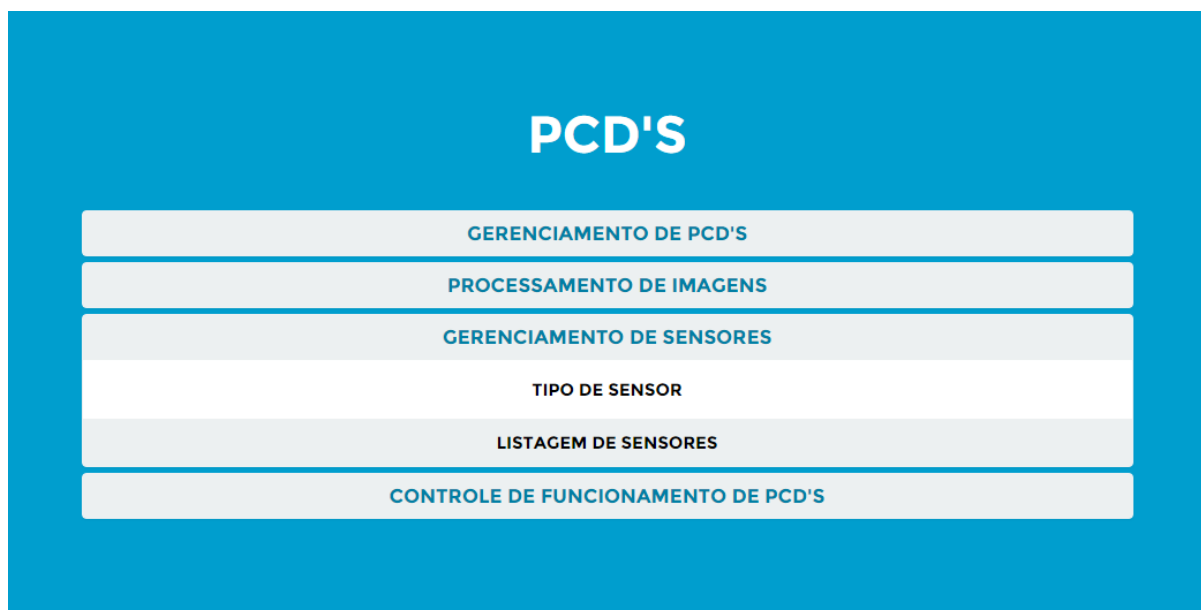 PCD'S
GERENCIAMENTO DE PCD'S
PROCESSAMENTO DE IMAGENS
GERENCIAMENTO DE SENSORES
TIPO DE SENSOR
LISTAGEM DE SENSORES
CONTROLE DE FUNCIONAMENTO DE PCD'S